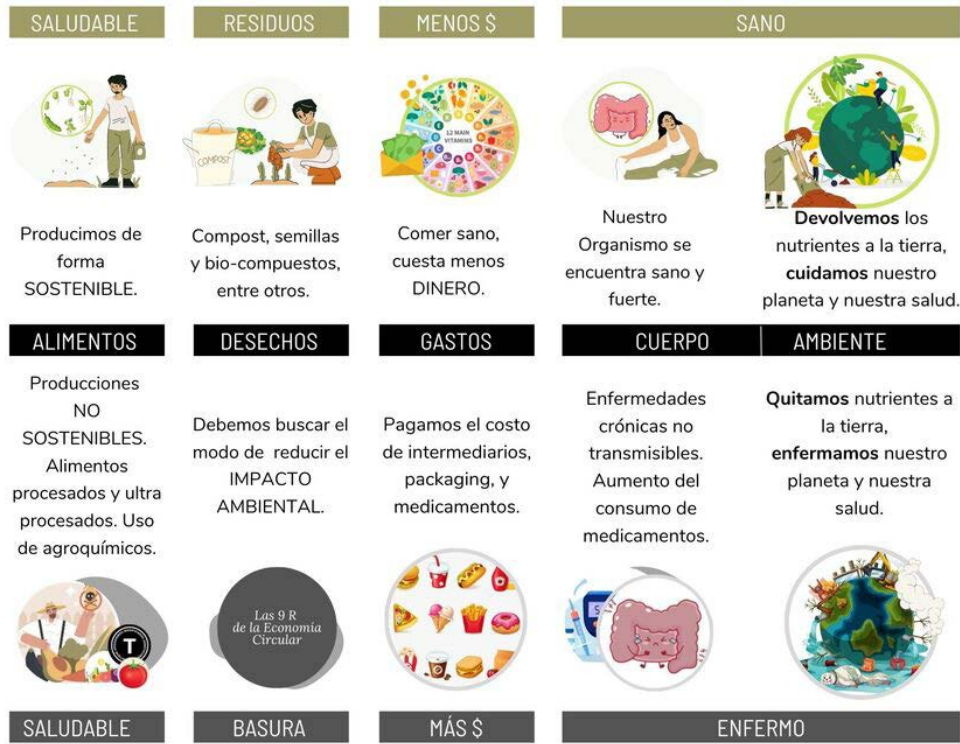 SALUDABLE
RESIDUOS
MENOS $
SANO
COMPOST
12 MAIN
VITAMINS
Producimos de
forma
SOSTENIBLE.
Compost, semillas
y bio-compuestos,
entre otros.
Comer sano,
cuesta menos
DINERO.
Nuestro
Organismo se
encuentra sano y
fuerte.
Devolvemos los
nutrientes a la tierra,
cuidamos nuestro
planeta y nuestra salud.
ALIMENTOS
DESECHOS
GASTOS
CUERPO
AMBIENTE
Producciones
NO
SOSTENIBLES.
Alimentos
procesados y ultra
procesados. Uso
de agroquímicos.
Debemos buscar el
modo de reducir el
IMPACTO
AMBIENTAL.
Pagamos el costo
de intermediarios,
packaging, y
medicamentos.
Enfermedades
crónicas no
transmisibles.
Aumento del
consumo de
medicamentos.
Quitamos nutrientes a
la tierra,
enfermamos nuestro
planeta y nuestra
salud.
T
Las 9 R
de la Economía
Circular
SALUDABLE
BASURA
MÁS $
ENFERMO